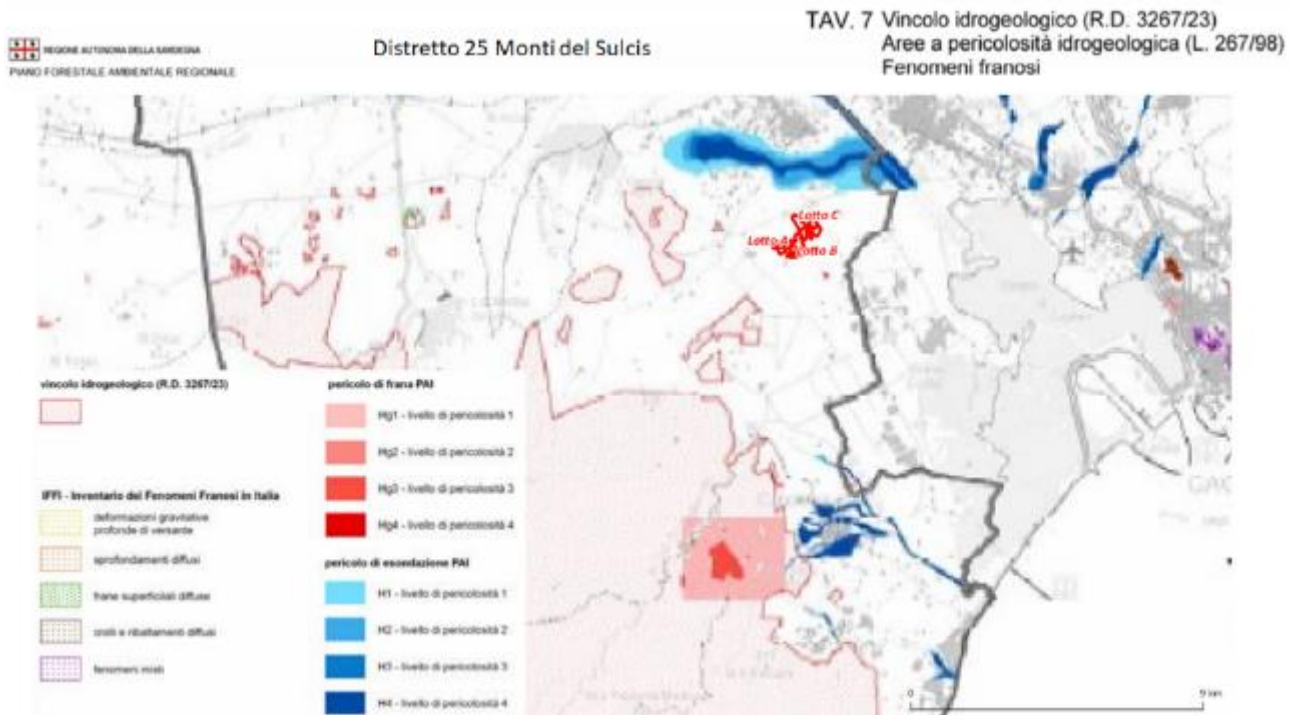 TAV. 7 Vincolo idrogeologico (R.D. 3267/23)
Aree a pericolosità idrogeologica (L. 267/98)
Fenomeni franosi
REGIONE AUTONOMA DELLA SARDEGNA
Distretto 25 Monti del Sulcis
PIANO FORESTALE AMBIENTALE REGIONALE
Lotto C
Lotto A
Lotto B
vincolo idrogeologico (R.D. 3267/23)
pericolo di frana PAI
Hg1 - livello di pericolosità 1
Hg2 - livello di pericolosità 2
Hg3 - livello di pericolosità 3
Hg4 - livello di pericolosità 4
IFFI - Inventario dei Fenomeni Franosi in Italia
deformazioni gravitative
profonde di versante
sprofondamenti diffusi
frane superficiali diffuse
crolli e ribaltamenti diffusi
fenomeni misti
pericolo di esondazione PAI
H1 - livello di pericolosità 1
H2 - livello di pericolosità 2
H3 - livello di pericolosità 3
H4 - livello di pericolosità 4
0 9 km